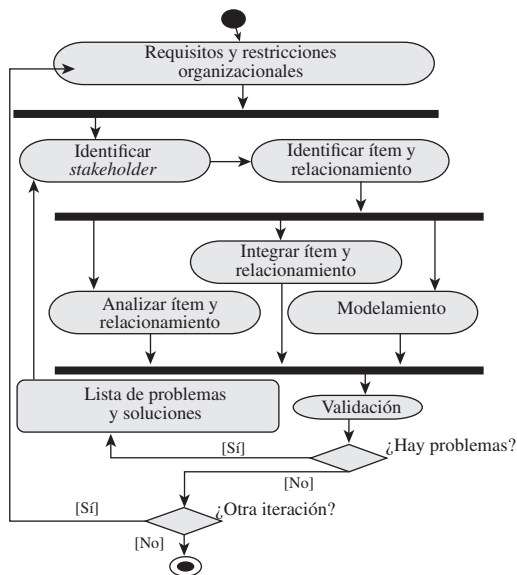 Requisitos y restricciones
organizacionales
Identificar
stakeholder
Identificar ítem y
relacionamiento
Integrar ítem y
relacionamiento
Analizar ítem y
relacionamiento
Modelamiento
Lista de problemas
y soluciones
Validación
¿Hay problemas?
[Sí]
[No]
¿Otra iteración?
[Sí]
[No]